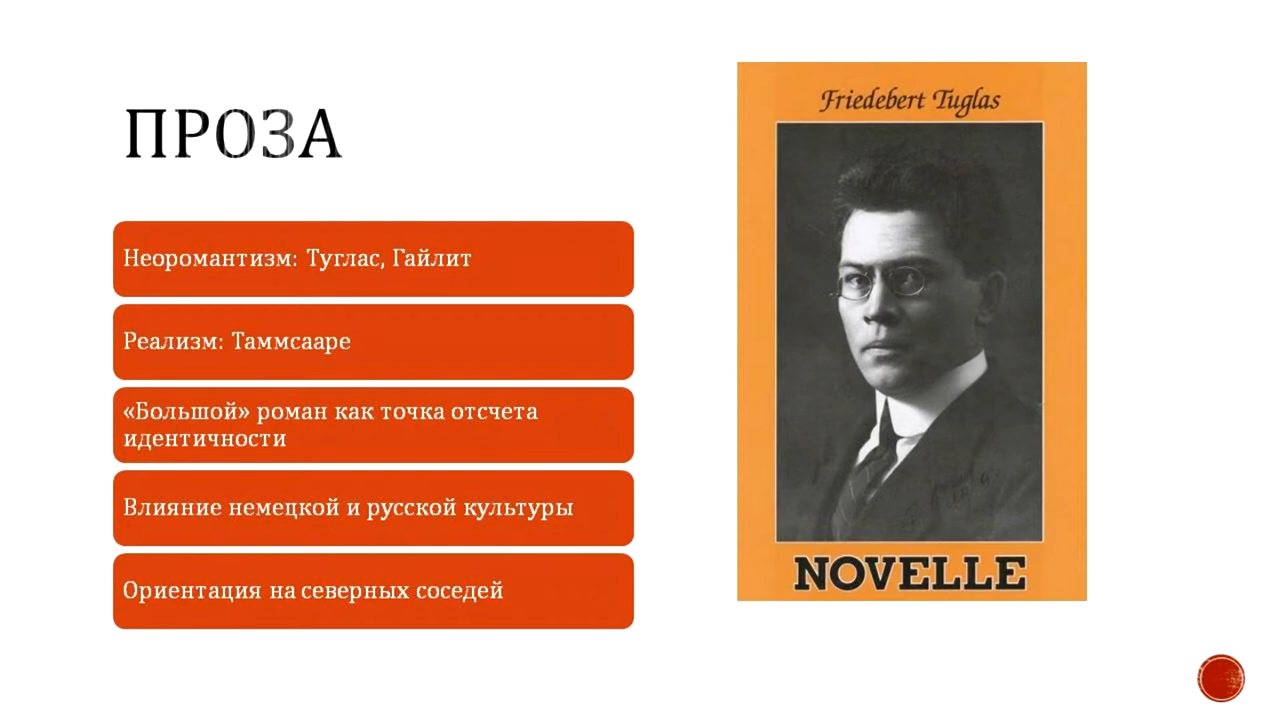 ПРОЗА
Неоромантизм: Туглас, Гайлит
Реализм: Таммсааре
«Большой» роман как точка отсчета
идентичности
Влияние немецкой и русской культуры
Ориентация на северных соседей
Friedebert Tuglas
NOVELLE